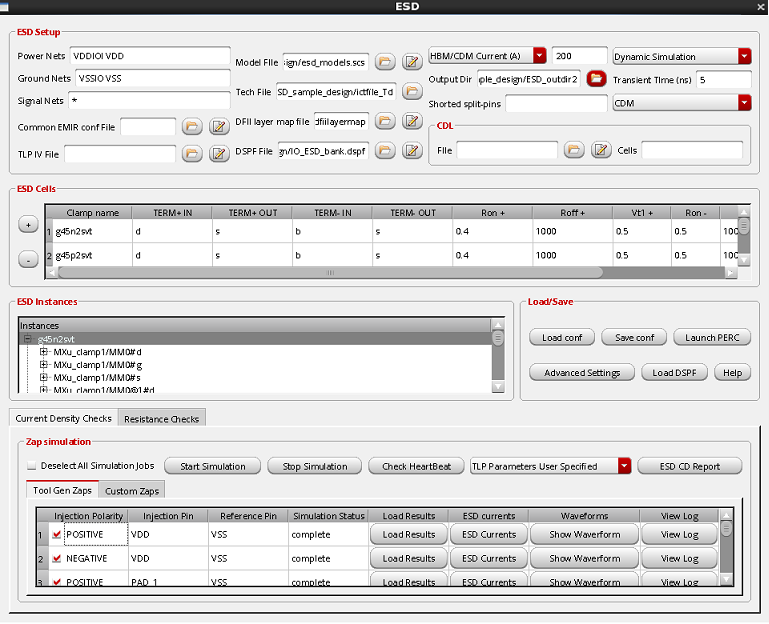 ESD
ESD Setup
Power Nets VDDIOI VDD
Ground Nets VSSIO VSS
Signal Nets *
Common EMIR conf File
TLP IV File
Model File sign/esd_models.scs
Tech File SD_sample_design/ictfile_Td
DFII layer map file dfiilayermap
DSPF File gn/IO_ESD_bank.dspf
HBM/CDM Current (A) 200 Dynamic Simulation
Output Dir ple_design/ESD_outdir2 Transient Time (ns) 5
Shorted split-pins CDM
CDL
File Cells
ESD Cells
+
-
Clamp name TERM+ IN TERM+ OUT TERM- IN TERM- OUT Ron + Roff + Vt1 + Ron -
1 g45n2svt d s b s 0.4 1000 0.5 0.5 100
2 g45p2svt d s b s 0.4 1000 0.5 0.5 100
ESD Instances
Instances
g45n2svt
MXu_clamp1/MM0#d
MXu_clamp1/MM0#g
MXu_clamp1/MM0#s
MXu_clamp1/MM0@1#d
Load/Save
Load conf Save conf Launch PERC
Advanced Settings Load DSPF Help
Current Density Checks Resistance Checks
Zap simulation
Deselect All Simulation Jobs Start Simulation Stop Simulation Check HeartBeat TLP Parameters User Specified ESD CD Report
Tool Gen Zaps Custom Zaps
Injection Polarity Injection Pin Reference Pin Simulation Status Load Results ESD currents Waveforms View Log
1 POSITIVE VDD VSS complete Load Results ESD Currents Show Waveform View Log
2 NEGATIVE VDD VSS complete Load Results ESD Currents Show Waveform View Log
3 POSITIVE PAD_1 VSS complete Load Results ESD Currents Show Waveform View Log